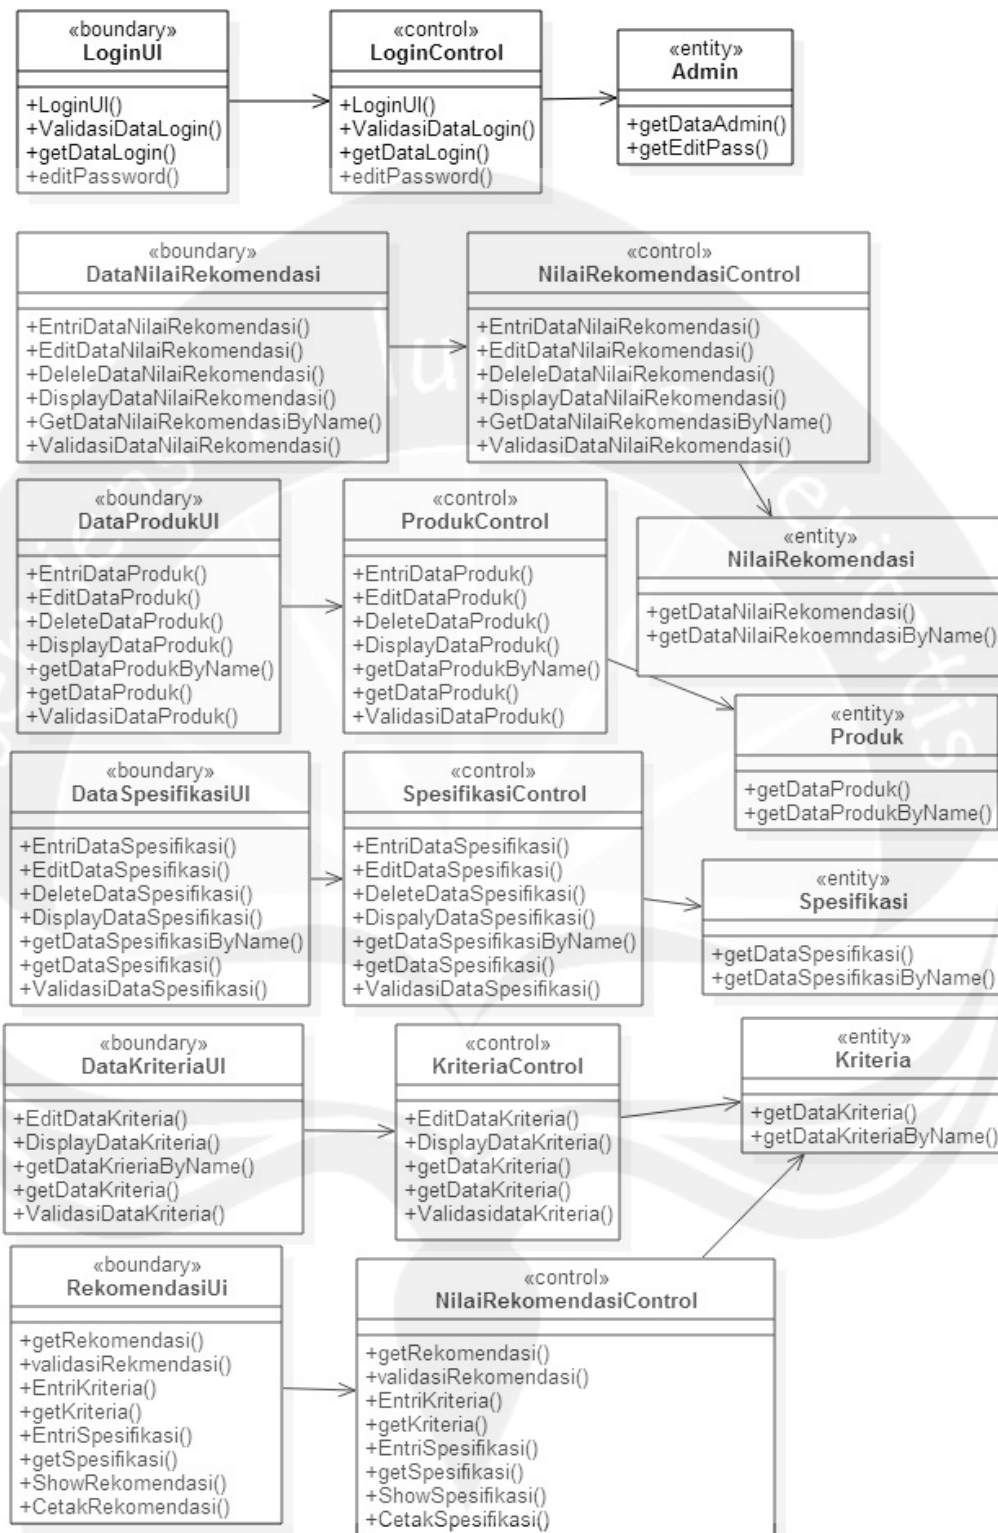 «boundary»
LoginUI
+LoginUI()
+ValidasiDataLogin()
+getDataLogin()
+editPassword()
«control»
LoginControl
+LoginUI()
+ValidasiDataLogin()
+getDataLogin()
+editPassword()
«entity»
Admin
+getDataAdmin()
+getEditPass()
«boundary»
DataNilaiRekomendasi
+EntriDataNilaiRekomendasi()
+EditDataNilaiRekomendasi()
+DeleleDataNilaiRekomendasi()
+DisplayDataNilaiRekomendasi()
+GetDataNilaiRekomendasiByName()
+ValidasiDataNilaiRekomendasi()
«control»
NilaiRekomendasiControl
+EntriDataNilaiRekomendasi()
+EditDataNilaiRekomendasi()
+DeleleDataNilaiRekomendasi()
+DisplayDataNilaiRekomendasi()
+GetDataNilaiRekomendasiByName()
+ValidasiDataNilaiRekomendasi()
«boundary»
DataProdukUI
+EntriDataProduk()
+EditDataProduk()
+DeleteDataProduk()
+DisplayDataProduk()
+getDataProdukByName()
+getDataProduk()
+ValidasiDataProduk()
«control»
ProdukControl
+EntriDataProduk()
+EditDataProduk()
+DeleteDataProduk()
+DisplayDataProduk()
+getDataProdukByName()
+getDataProduk()
+ValidasiDataProduk()
«entity»
NilaiRekomendasi
+getDataNilaiRekomendasi()
+getDataNilaiRekoemndasiByName()
«entity»
Produk
+getDataProduk()
+getDataProdukByName()
«boundary»
DataSpesifikasiUI
+EntriDataSpesifikasi()
+EditDataSpesifikasi()
+DeleteDataSpesifikasi()
+DisplayDataSpesifikasi()
+getDataSpesifikasiByName()
+getDataSpesifikasi()
+ValidasiDataSpesifikasi()
«control»
SpesifikasiControl
+EntriDataSpesifikasi()
+EditDataSpesifikasi()
+DeleteDataSpesifikasi()
+DispalyDataSpesifikasi()
+getDataSpesifikasiByName()
+getDataSpesifikasi()
+ValidasiDataSpesifikasi()
«entity»
Spesifikasi
+getDataSpesifikasi()
+getDataSpesifikasiByName()
«boundary»
DataKriteriaUI
+EditDataKriteria()
+DisplayDataKriteria()
+getDataKrieriaByName()
+getDataKriteria()
+ValidasiDataKriteria()
«control»
KriteriaControl
+EditDataKriteria()
+DisplayDataKriteria()
+getDataKriteria()
+getDataKriteria()
+ValidasidataKriteria()
«entity»
Kriteria
+getDataKriteria()
+getDataKriteriaByName()
«boundary»
RekomendasiUi
+getRekomendasi()
+validasiRekmendasi()
+EntriKriteria()
+getKriteria()
+EntriSpesifikasi()
+getSpesifikasi()
+ShowRekomendasi()
+CetakRekomendasi()
«control»
NilaiRekomendasiControl
+getRekomendasi()
+validasiRekomendasi()
+EntriKriteria()
+getKriteria()
+EntriSpesifikasi()
+getSpesifikasi()
+ShowSpesifikasi()
+CetakSpesifikasi()